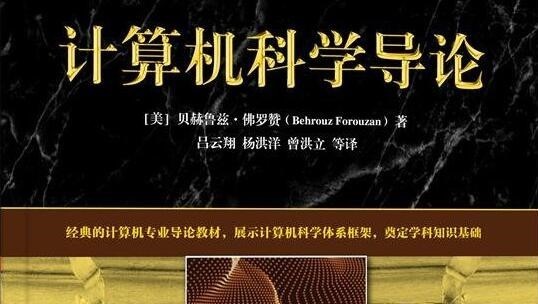 计算机科学导论
［美］贝赫鲁兹·佛罗赞（Behrouz Forouzan）著
吕云翔 杨洪洋 曾洪立 等译
经典的计算机专业导论教材，展示计算机科学体系框架，奠定学科知识基础